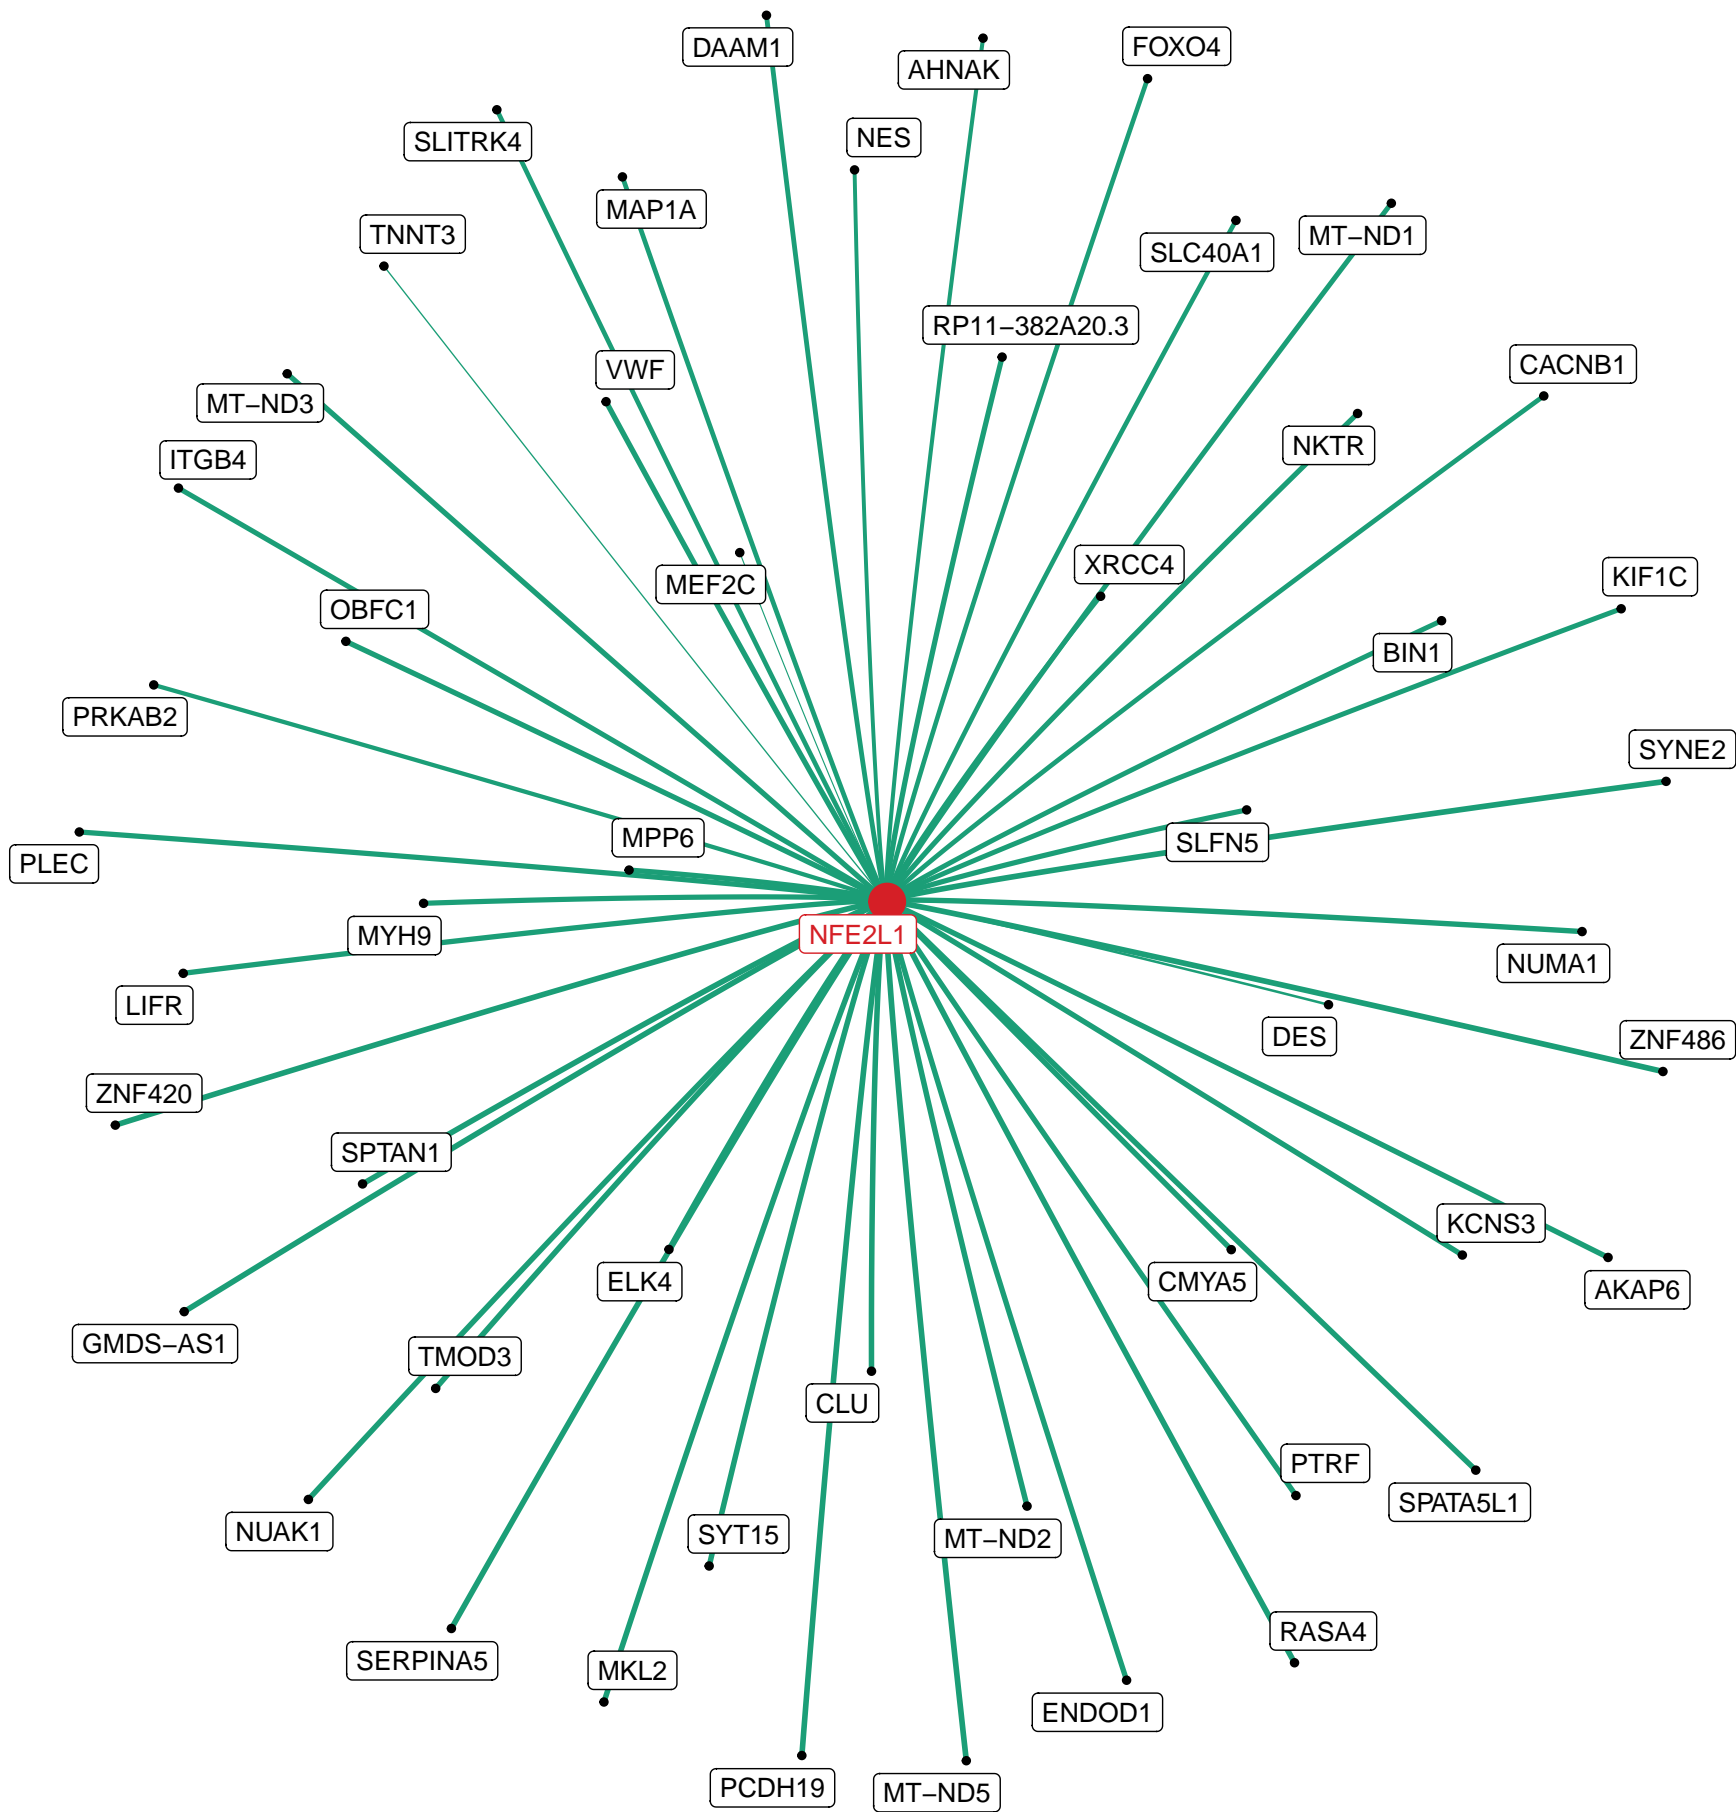 DAAM1
FOXO4
AHNAK
NES
SLITRK4
MAP1A
TNNT3
MT−ND1
SLC40A1
RP11−382A20.3
CACNB1
VWF
MT−ND3
NKTR
ITGB4
XRCC4
KIF1C
MEF2C
OBFC1
BIN1
PRKAB2
SYNE2
MPP6
SLFN5
PLEC
MYH9
NFE2L1
NUMA1
LIFR
DES
ZNF486
ZNF420
SPTAN1
KCNS3
ELK4
CMYA5
AKAP6
GMDS−AS1
TMOD3
CLU
PTRF
SPATA5L1
NUAK1
SYT15
MT−ND2
RASA4
SERPINA5
MKL2
ENDOD1
PCDH19
MT−ND5